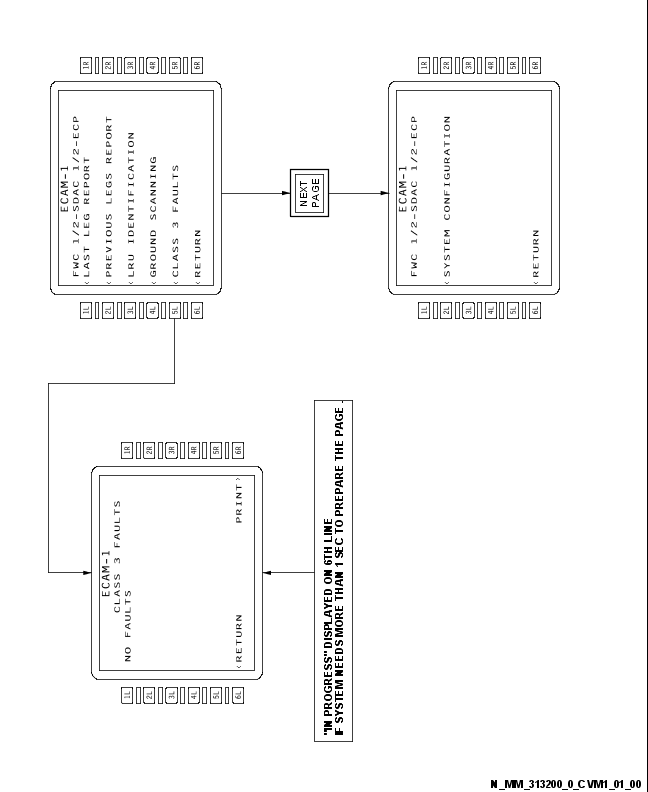 1R 2R 3R 4R 5R 6R
ECAM-1
FWC 1/2-SDAC 1/2-ECP
<LAST LEG REPORT
<PREVIOUS LEGS REPORT
<LRU IDENTIFICATION
<GROUND SCANNING
<CLASS 3 FAULTS
<RETURN
1L 2L 3L 4L 5L 6L
NEXT
PAGE
1R 2R 3R 4R 5R 6R
ECAM-1
FWC 1/2-SDAC 1/2-ECP
<SYSTEM CONFIGURATION
<RETURN
1L 2L 3L 4L 5L 6L
1R 2R 3R 4R 5R 6R
ECAM-1
CLASS 3 FAULTS
NO FAULTS
<RETURN PRINT>
1L 2L 3L 4L 5L 6L
"IN PROGRESS" DISPLAYED ON 6TH LINE
IF SYSTEM NEEDS MORE THAN 1 SEC TO PREPARE THE PAGE .
N_MM_313200_0_CVM1_01_00